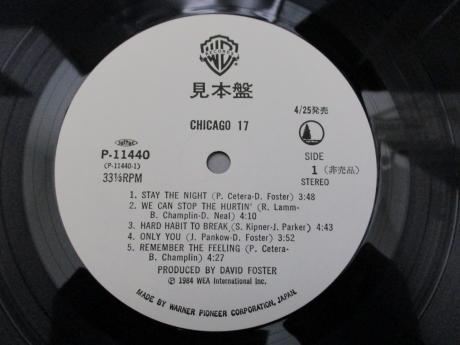 RECORDS
見本盤
CHICAGO 17
4/25発売
P-11440
(P-11440-1)
33⅓RPM
SIDE
1 (非売品)
STEREO
1. STAY THE NIGHT (P. Cetera-D. Foster) 3:48
2. WE CAN STOP THE HURTIN' (R. Lamm-
B. Champlin-D. Neal) 4:10
3. HARD HABIT TO BREAK (S. Kipner-J. Parker) 4:43
4. ONLY YOU (J. Pankow-D. Foster) 3:52
5. REMEMBER THE FEELING (P. Cetera-
B. Champlin) 4:27
PRODUCED BY DAVID FOSTER
© 1984 WEA International Inc.
MADE BY WARNER PIONEER CORPORATION, JAPAN.